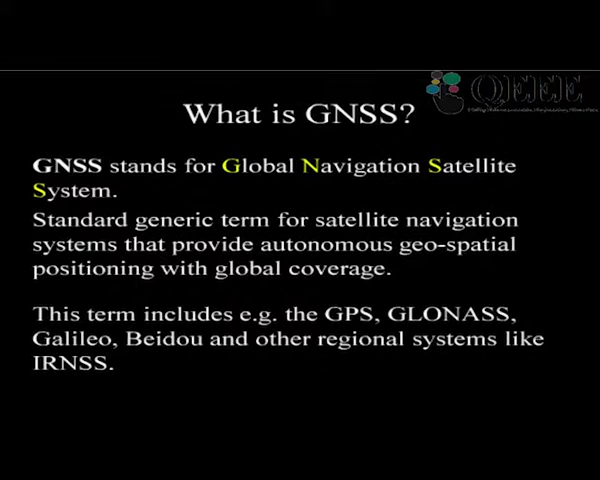 QEEE
What is GNSS?
GNSS stands for Global Navigation Satellite
System.
Standard generic term for satellite navigation
systems that provide autonomous geo-spatial
positioning with global coverage.
This term includes e.g. the GPS, GLONASS,
Galileo, Beidou and other regional systems like
IRNSS.